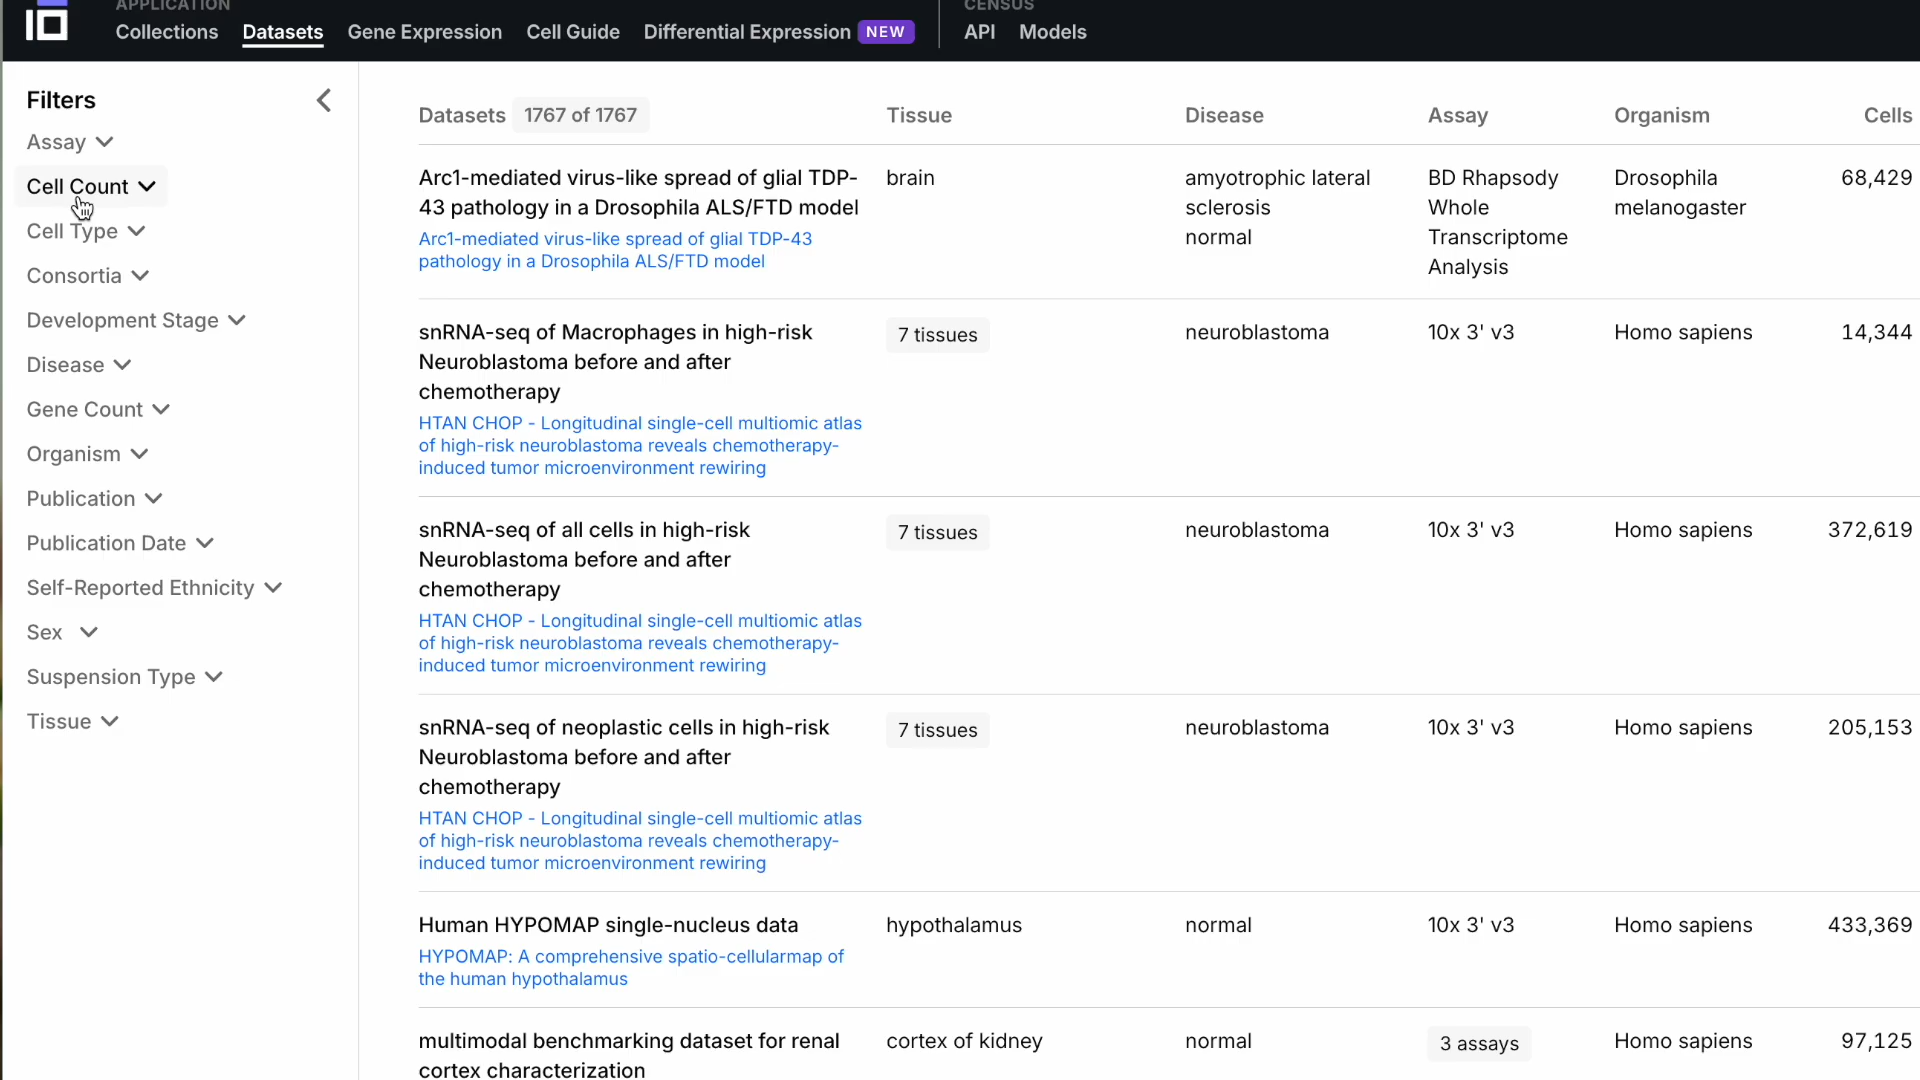 APPLICATION
CENSUS
Collections
Datasets
Gene Expression
Cell Guide
Differential Expression
NEW
API
Models
Filters
Assay
Cell Count
Cell Type
Consortia
Development Stage
Disease
Gene Count
Organism
Publication
Publication Date
Self-Reported Ethnicity
Sex
Suspension Type
Tissue
Datasets
1767 of 1767
Tissue
Disease
Assay
Organism
Cells
Arc1-mediated virus-like spread of glial TDP-
43 pathology in a Drosophila ALS/FTD model
Arc1-mediated virus-like spread of glial TDP-43
pathology in a Drosophila ALS/FTD model
brain
amyotrophic lateral
sclerosis
normal
BD Rhapsody
Whole
Transcriptome
Analysis
Drosophila
melanogaster
68,429
snRNA-seq of Macrophages in high-risk
Neuroblastoma before and after
chemotherapy
HTAN CHOP - Longitudinal single-cell multiomic atlas
of high-risk neuroblastoma reveals chemotherapy-
induced tumor microenvironment rewiring
7 tissues
neuroblastoma
10x 3' v3
Homo sapiens
14,344
snRNA-seq of all cells in high-risk
Neuroblastoma before and after
chemotherapy
HTAN CHOP - Longitudinal single-cell multiomic atlas
of high-risk neuroblastoma reveals chemotherapy-
induced tumor microenvironment rewiring
7 tissues
neuroblastoma
10x 3' v3
Homo sapiens
372,619
snRNA-seq of neoplastic cells in high-risk
Neuroblastoma before and after
chemotherapy
HTAN CHOP - Longitudinal single-cell multiomic atlas
of high-risk neuroblastoma reveals chemotherapy-
induced tumor microenvironment rewiring
7 tissues
neuroblastoma
10x 3' v3
Homo sapiens
205,153
Human HYPOMAP single-nucleus data
HYPOMAP: A comprehensive spatio-cellularmap of
the human hypothalamus
hypothalamus
normal
10x 3' v3
Homo sapiens
433,369
multimodal benchmarking dataset for renal
cortex characterization
cortex of kidney
normal
3 assays
Homo sapiens
97,125